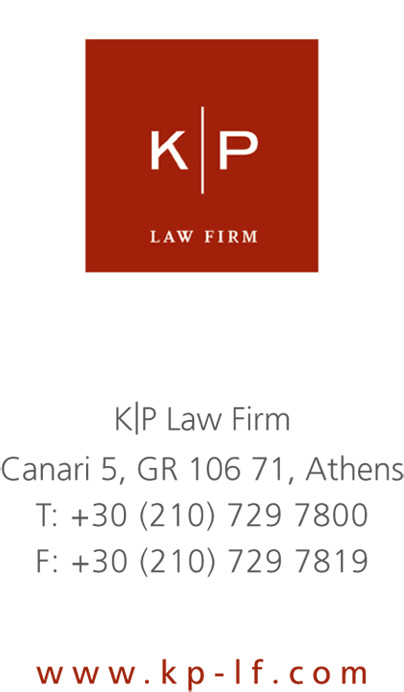 K|P
LAW FIRM
K|P Law Firm
Canari 5, GR 106 71, Athens
T: +30 (210) 729 7800
F: +30 (210) 729 7819
www.kp-lf.com